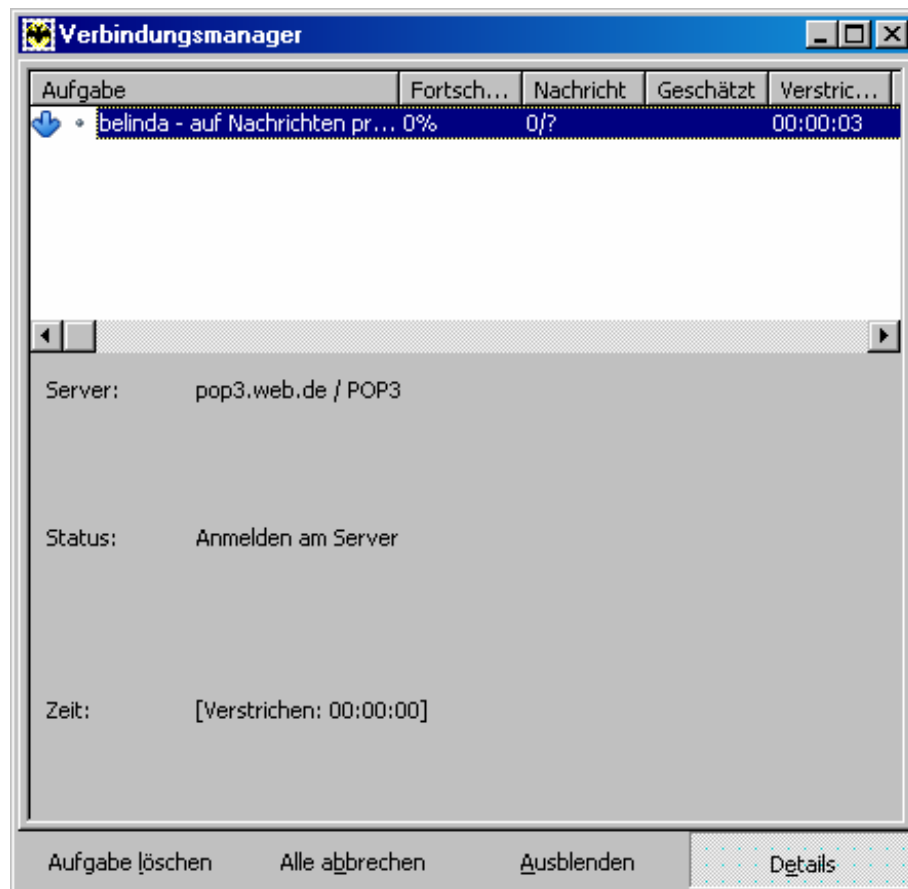 Verbindungsmanager
Aufgabe Fortsch... Nachricht Geschätzt Verstric...
belinda - auf Nachrichten pr... 0% 0/? 00:00:03
Server: pop3.web.de / POP3
Status: Anmelden am Server
Zeit: [Verstrichen: 00:00:00]
Aufgabe löschen Alle abbrechen Ausblenden Details